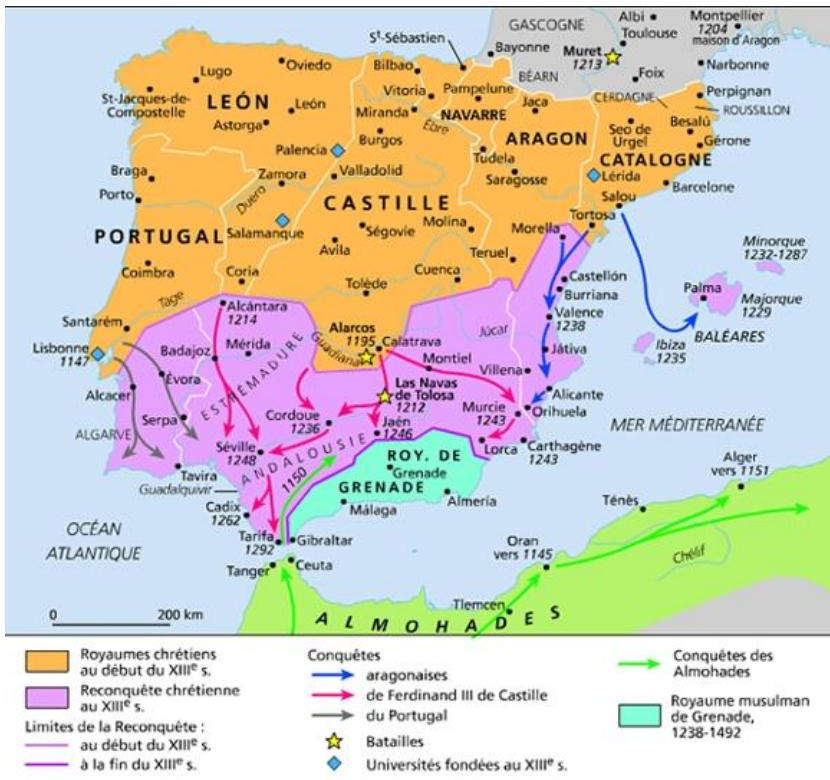 GASCOGNE
Albi
Toulouse
Montpellier
1204
maison d'Aragon
St-Sébastien
Bayonne
Muret
1213
BÉARN
Foix
Narbonne
Lugo
Oviedo
Bilbao
Vitoria
Pampelune
CERDAGNE
Perpignan
ROUSSILLON
St-Jacques-de-
Compostelle
LEÓN
León
Astorga
Miranda
Burgos
Èbre
NAVARRE
Jaca
ARAGON
Seo de
Urgel
Besalú
Gérone
CATALOGNE
Palencia
Tudela
Saragosse
Lérida
Barcelone
Braga
Porto
Zamora
Valladolid
Duero
Salou
Tortosa
CASTILLE
PORTUGAL
Salamanque
Ségovie
Avila
Molina
Morella
Teruel
Minorque
1232-1287
Coimbra
Coria
Tolède
Cuenca
Castellón
Burriana
Palma
Majorque
1229
Tage
Alcántara
1214
Santarém
Lisbonne
1147
Alarcos
1195
Calatrava
Guadiana
Júcar
Valence
1238
Ibiza
1235
BALÉARES
Badajoz
Mérida
Montiel
Villena
Játiva
Alcacer
Évora
ESTRÉMADURE
Las Navas
de Tolosa
1212
Alicante
Serpa
Cordoue
1236
Murcie
1243
Orihuela
ALGARVE
Séville
1248
Jaén
1246
Lorca
Carthagène
1243
MER MÉDITERRANÉE
ANDALOUSIE
1150
Tavira
Guadalquivir
ROY. DE
Grenade
GRENADE
Alger
vers 1151
Cadix
1262
Málaga
Almería
Ténès
OCÉAN
ATLANTIQUE
Tarifa
1292
Gibraltar
Oran
vers 1145
Chélif
Tanger
Ceuta
Tlemcen
ALMOHADES
0
200 km
Royaumes chrétiens
au début du XIIIe s.
Reconquête chrétienne
au XIIIe s.
Limites de la Reconquête :
au début du XIIIe s.
à la fin du XIIIe s.
Conquêtes
aragonaises
de Ferdinand III de Castille
du Portugal
Batailles
Universités fondées au XIIIe s.
Conquêtes des
Almohades
Royaume musulman
de Grenade,
1238-1492